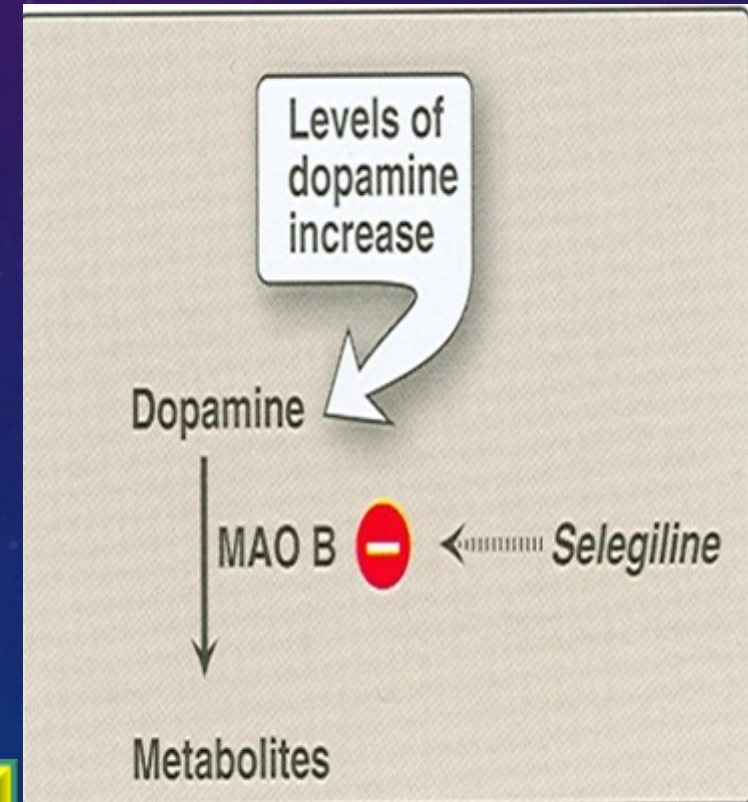 Levels of
dopamine
increase
Dopamine
MAO B
Selegiline
Metabolites